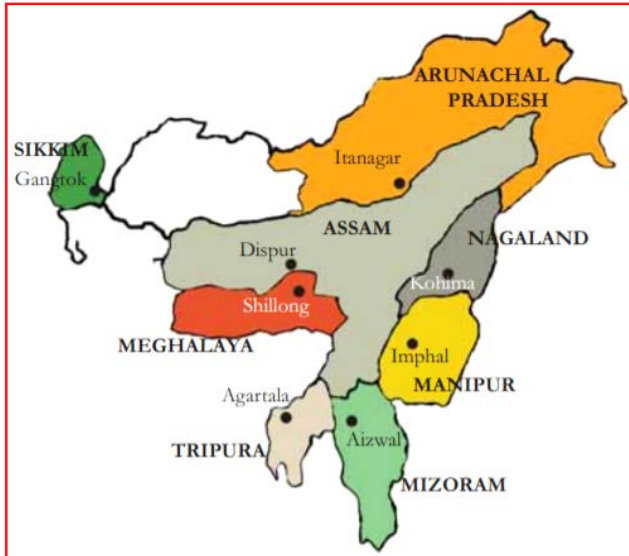 ARUNACHAL
PRADESH
SIKKIM
Gangtok
Itanagar
ASSAM
NAGALAND
Dispur
Kohima
Shillong
MEGHALAYA
Imphal
MANIPUR
Agartala
TRIPURA
Aizwal
MIZORAM